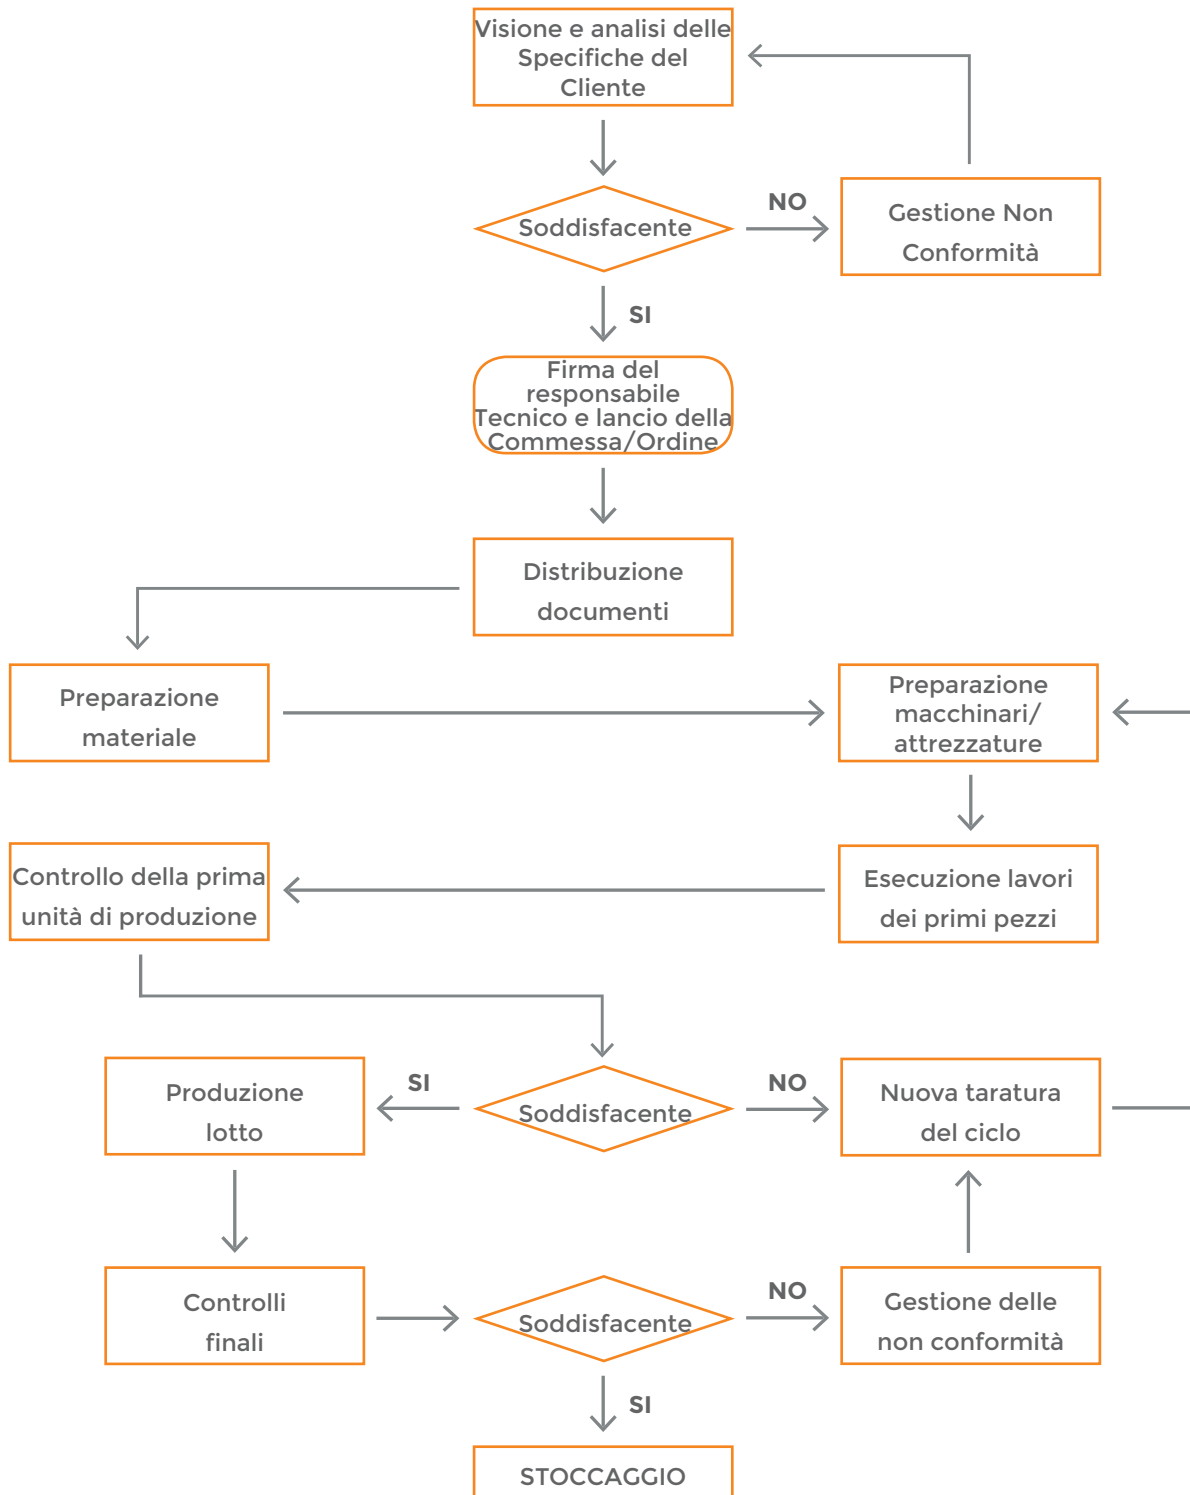 Visione e analisi delle
Specifiche del
Cliente
Soddisfacente
NO
Gestione Non
Conformità
SI
Firma del
responsabile
Tecnico e lancio della
Commessa/Ordine
Distribuzione
documenti
Preparazione
materiale
Preparazione
macchinari/
attrezzature
Esecuzione lavori
dei primi pezzi
Controllo della prima
unità di produzione
Soddisfacente
SI
Produzione
lotto
NO
Nuova taratura
del ciclo
Controlli
finali
Soddisfacente
NO
Gestione delle
non conformità
SI
STOCCAGGIO